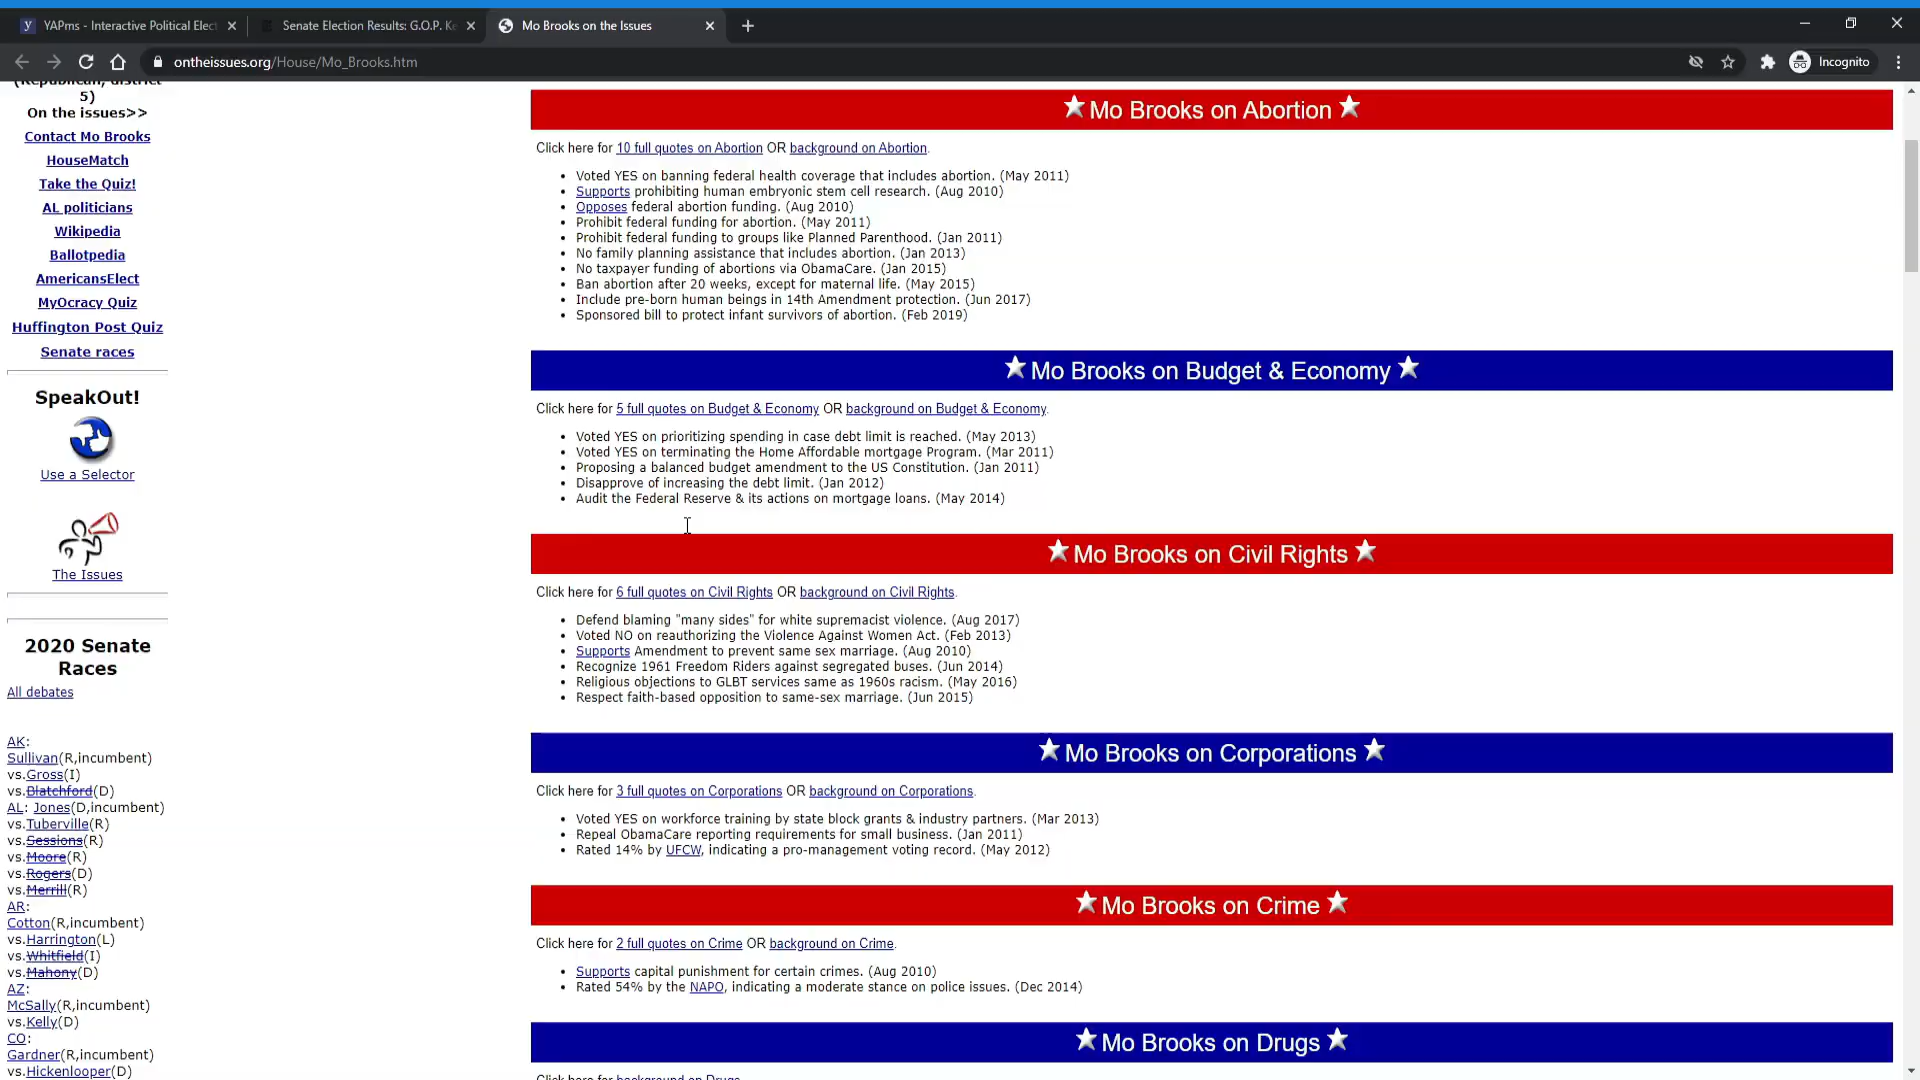 YAPms - Interactive Political Elec
Senate Election Results: G.O.P. Ke
Mo Brooks on the Issues
ontheissues.org/House/Mo_Brooks.htm
Incognito
(Republican, district
5)
On the issues>>
Contact Mo Brooks
HouseMatch
Take the Quiz!
AL politicians
Wikipedia
Ballotpedia
AmericansElect
MyOcracy Quiz
Huffington Post Quiz
Senate races
SpeakOut!
Use a Selector
The Issues
2020 Senate
Races
All debates
AK:
Sullivan(R,incumbent)
vs.Gross(I)
vs.Blatchford(D)
AL: Jones(D,incumbent)
vs.Tuberville(R)
vs.Sessions(R)
vs.Moore(R)
vs.Rogers(D)
vs.Merrill(R)
AR:
Cotton(R,incumbent)
vs.Harrington(L)
vs.Whitfield(I)
vs.Mahony(D)
AZ:
McSally(R,incumbent)
vs.Kelly(D)
CO:
Gardner(R,incumbent)
vs.Hickenlooper(D)
Mo Brooks on Abortion
Click here for 10 full quotes on Abortion OR background on Abortion.
Voted YES on banning federal health coverage that includes abortion. (May 2011)
Supports prohibiting human embryonic stem cell research. (Aug 2010)
Opposes federal abortion funding. (Aug 2010)
Prohibit federal funding for abortion. (May 2011)
Prohibit federal funding to groups like Planned Parenthood. (Jan 2011)
No family planning assistance that includes abortion. (Jan 2013)
No taxpayer funding of abortions via ObamaCare. (Jan 2015)
Ban abortion after 20 weeks, except for maternal life. (May 2015)
Include pre-born human beings in 14th Amendment protection. (Jun 2017)
Sponsored bill to protect infant survivors of abortion. (Feb 2019)
Mo Brooks on Budget & Economy
Click here for 5 full quotes on Budget & Economy OR background on Budget & Economy.
Voted YES on prioritizing spending in case debt limit is reached. (May 2013)
Voted YES on terminating the Home Affordable mortgage Program. (Mar 2011)
Proposing a balanced budget amendment to the US Constitution. (Jan 2011)
Disapprove of increasing the debt limit. (Jan 2012)
Audit the Federal Reserve & its actions on mortgage loans. (May 2014)
Mo Brooks on Civil Rights
Click here for 6 full quotes on Civil Rights OR background on Civil Rights.
Defend blaming "many sides" for white supremacist violence. (Aug 2017)
Voted NO on reauthorizing the Violence Against Women Act. (Feb 2013)
Supports Amendment to prevent same sex marriage. (Aug 2010)
Recognize 1961 Freedom Riders against segregated buses. (Jun 2014)
Religious objections to GLBT services same as 1960s racism. (May 2016)
Respect faith-based opposition to same-sex marriage. (Jun 2015)
Mo Brooks on Corporations
Click here for 3 full quotes on Corporations OR background on Corporations.
Voted YES on workforce training by state block grants & industry partners. (Mar 2013)
Repeal ObamaCare reporting requirements for small business. (Jan 2011)
Rated 14% by UFCW, indicating a pro-management voting record. (May 2012)
Mo Brooks on Crime
Click here for 2 full quotes on Crime OR background on Crime.
Supports capital punishment for certain crimes. (Aug 2010)
Rated 54% by the NAPO, indicating a moderate stance on police issues. (Dec 2014)
Mo Brooks on Drugs
Click here for background on Drugs.